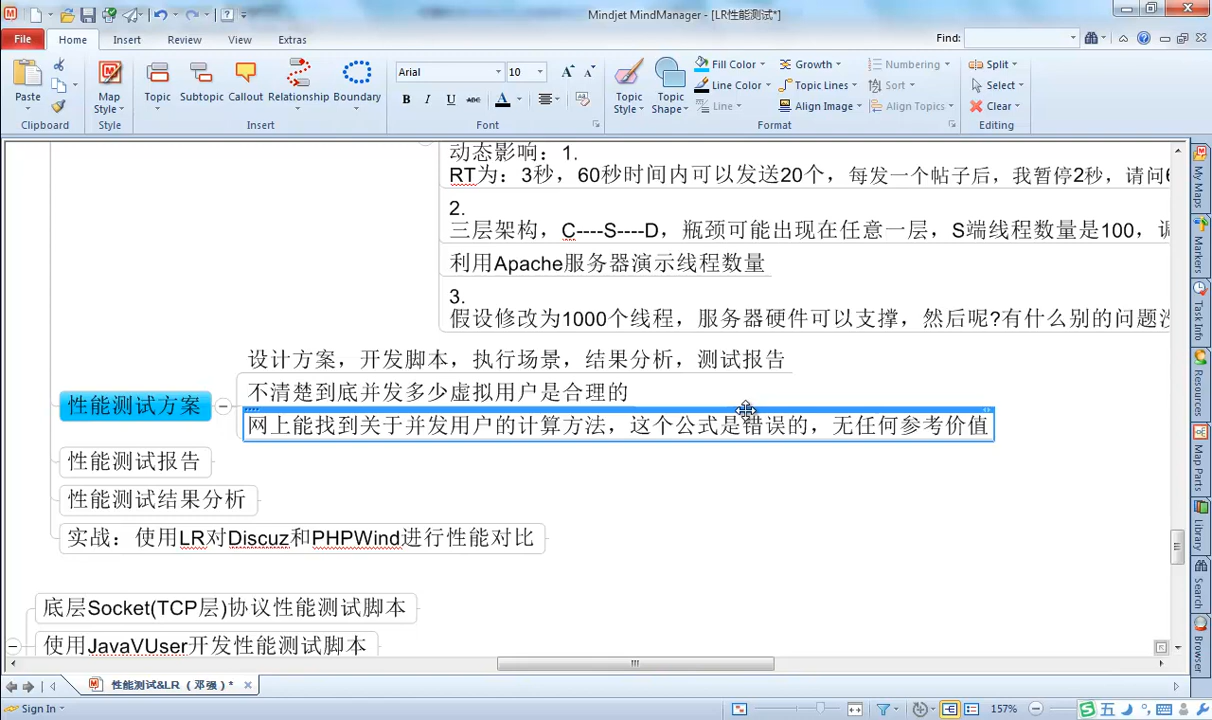 Mindjet MindManager - [LR性能测试*]
File
Home
Insert
Review
View
Extras
Find:
Paste
Clipboard
Map
Style
Style
Topic
Subtopic
Callout
Relationship
Boundary
Insert
Arial
10
B I U abc A
Font
Topic
Style
Topic
Shape
Fill Color
Line Color
Line
Growth
Topic Lines
Align Image
Numbering
Sort
Align Topics
Format
Split
Select
Clear
Editing
动态影响：1.
RT为：3秒，60秒时间内可以发送20个，每发一个帖子后，我暂停2秒，请问6
2.
三层架构，C----S----D，瓶颈可能出现在任意一层，S端线程数量是100，调
利用Apache服务器演示线程数量
3.
假设修改为1000个线程，服务器硬件可以支撑，然后呢?有什么别的问题没
设计方案，开发脚本，执行场景，结果分析，测试报告
不清楚到底并发多少虚拟用户是合理的
性能测试方案
网上能找到关于并发用户的计算方法，这个公式是错误的，无任何参考价值
性能测试报告
性能测试结果分析
实战：使用LR对Discuz和PHPWind进行性能对比
底层Socket(TCP层)协议性能测试脚本
使用JavaVUser开发性能测试脚本
My Maps
Markers
Task Info
Resources
Map Parts
Library
Search
Browser
性能测试&LR （邓强）*
Sign In
157%
五